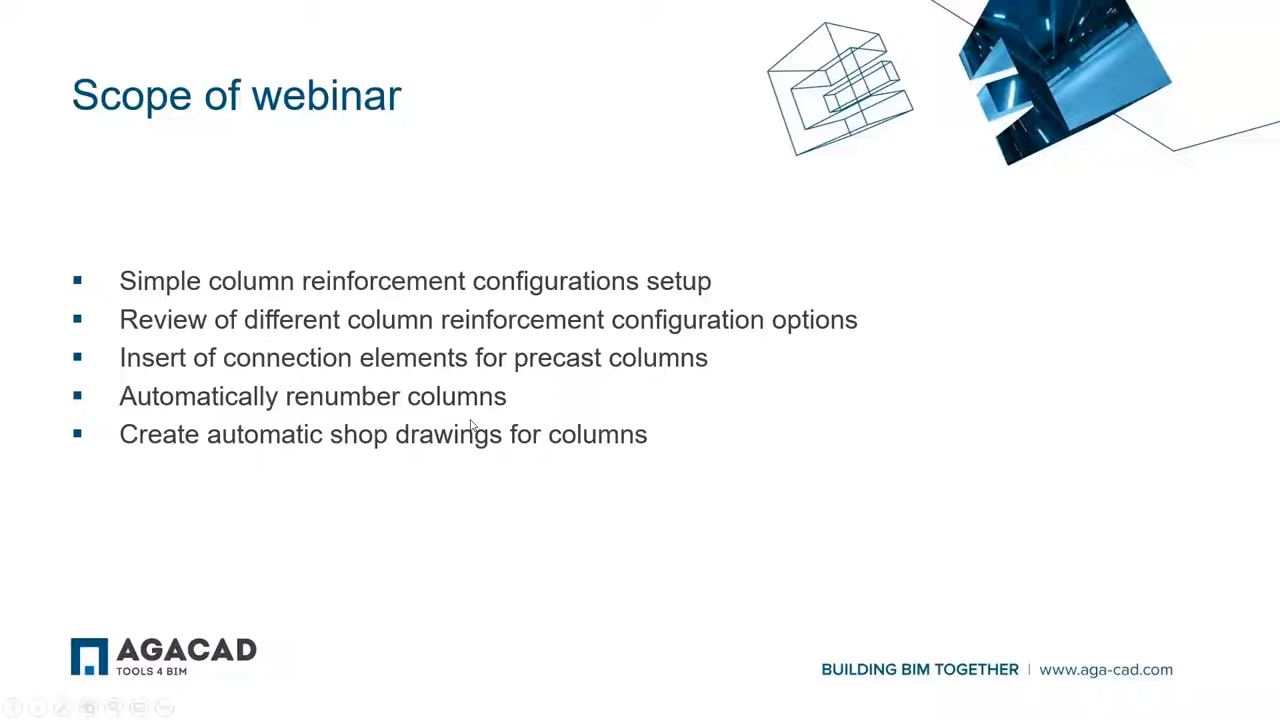 Scope of webinar
Simple column reinforcement configurations setup
Review of different column reinforcement configuration options
Insert of connection elements for precast columns
Automatically renumber columns
Create automatic shop drawings for columns
AGACAD
TOOLS 4 BIM
BUILDING BIM TOGETHER | www.aga-cad.com